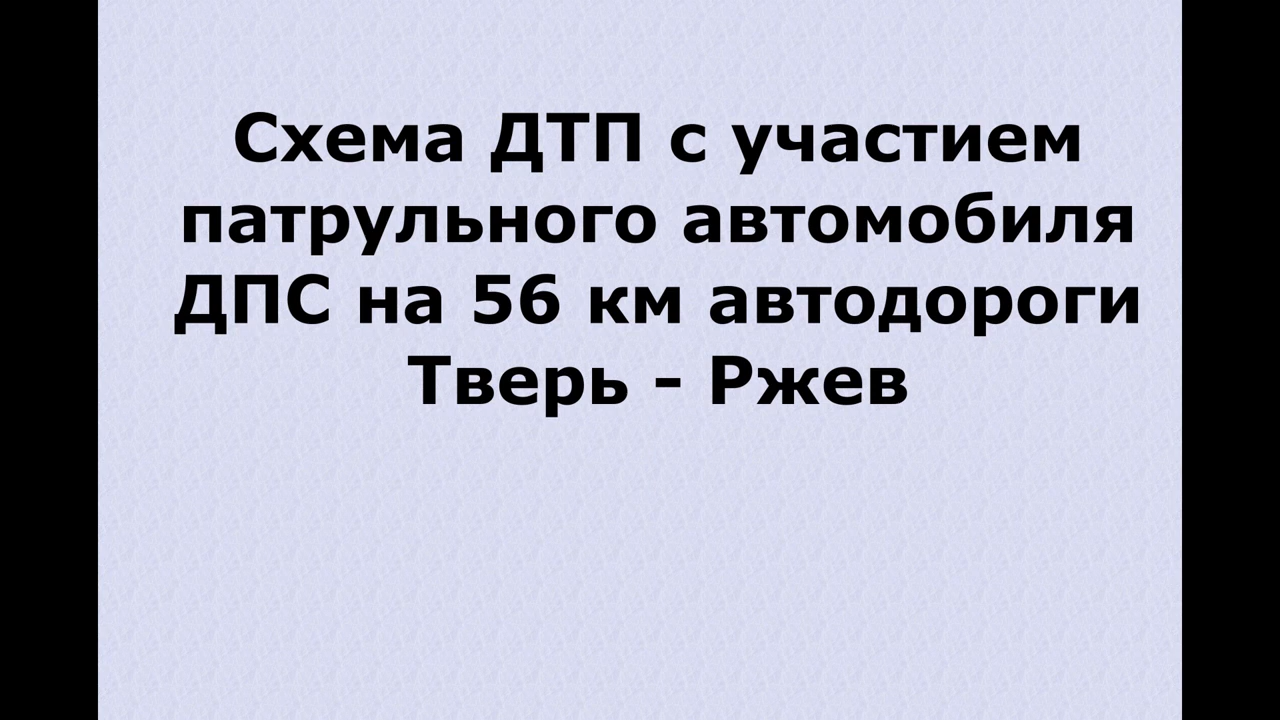 Схема ДТП с участием
патрульного автомобиля
ДПС на 56 км автодороги
Тверь - Ржев